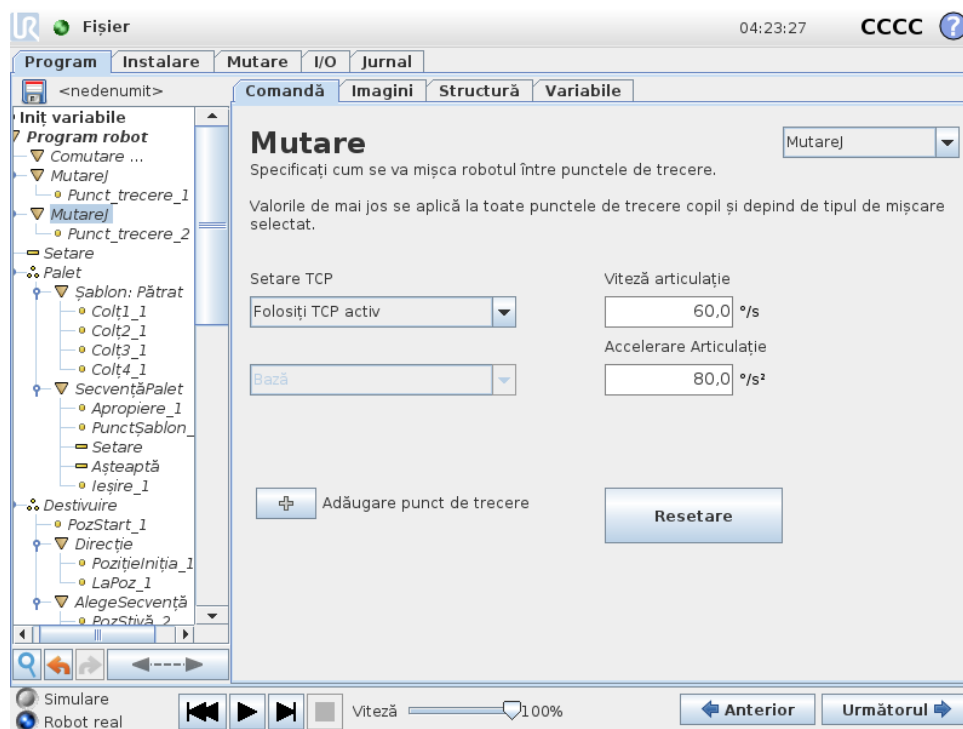 UR Fișier 04:23:27 CCCC ?
Program Instalare Mutare I/O Jurnal
<nedenumit>
Comandă Imagini Structură Variabile
Iniț variabile
Program robot
Comutare ...
MutareJ
Punct_trecere_1
MutareJ
Punct_trecere_2
Setare
Palet
Șablon: Pătrat
Colț1_1
Colț2_1
Colț3_1
Colț4_1
SecvențăPalet
Apropiere_1
PunctȘablon_
Setare
Așteaptă
Ieșire_1
Destivuire
PozStart_1
Direcție
PozițieIniția_1
LaPoz_1
AlegeSecvență
PozStivă_2
Mutare
MutareJ
Specificați cum se va mișca robotul între punctele de trecere.
Valorile de mai jos se aplică la toate punctele de trecere copil și depind de tipul de mișcare
selectat.
Setare TCP
Folosiți TCP activ
Bază
Viteză articulație
60,0 °/s
Accelerare Articulație
80,0 °/s²
Adăugare punct de trecere
Resetare
Simulare
Robot real
Viteză 100%
Anterior
Următorul